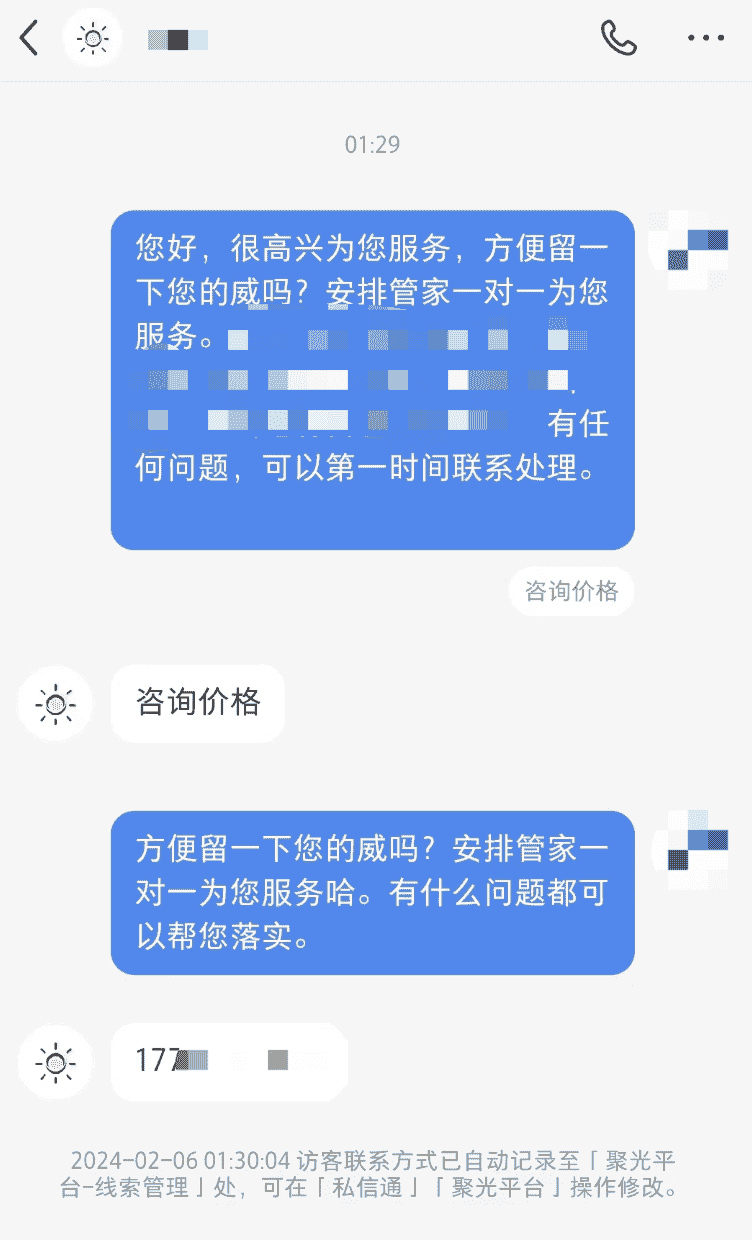 01:29
您好，很高兴为您服务，方便留一
下您的威吗？安排管家一对一为您
服务。
有任
何问题，可以第一时间联系处理。
咨询价格
咨询价格
方便留一下您的威吗？安排管家一
对一为您服务哈。有什么问题都可
以帮您落实。
177
2024-02-06 01:30:04 访客联系方式已自动记录至「聚光平
台-线索管理」处，可在「私信通」「聚光平台」操作修改。